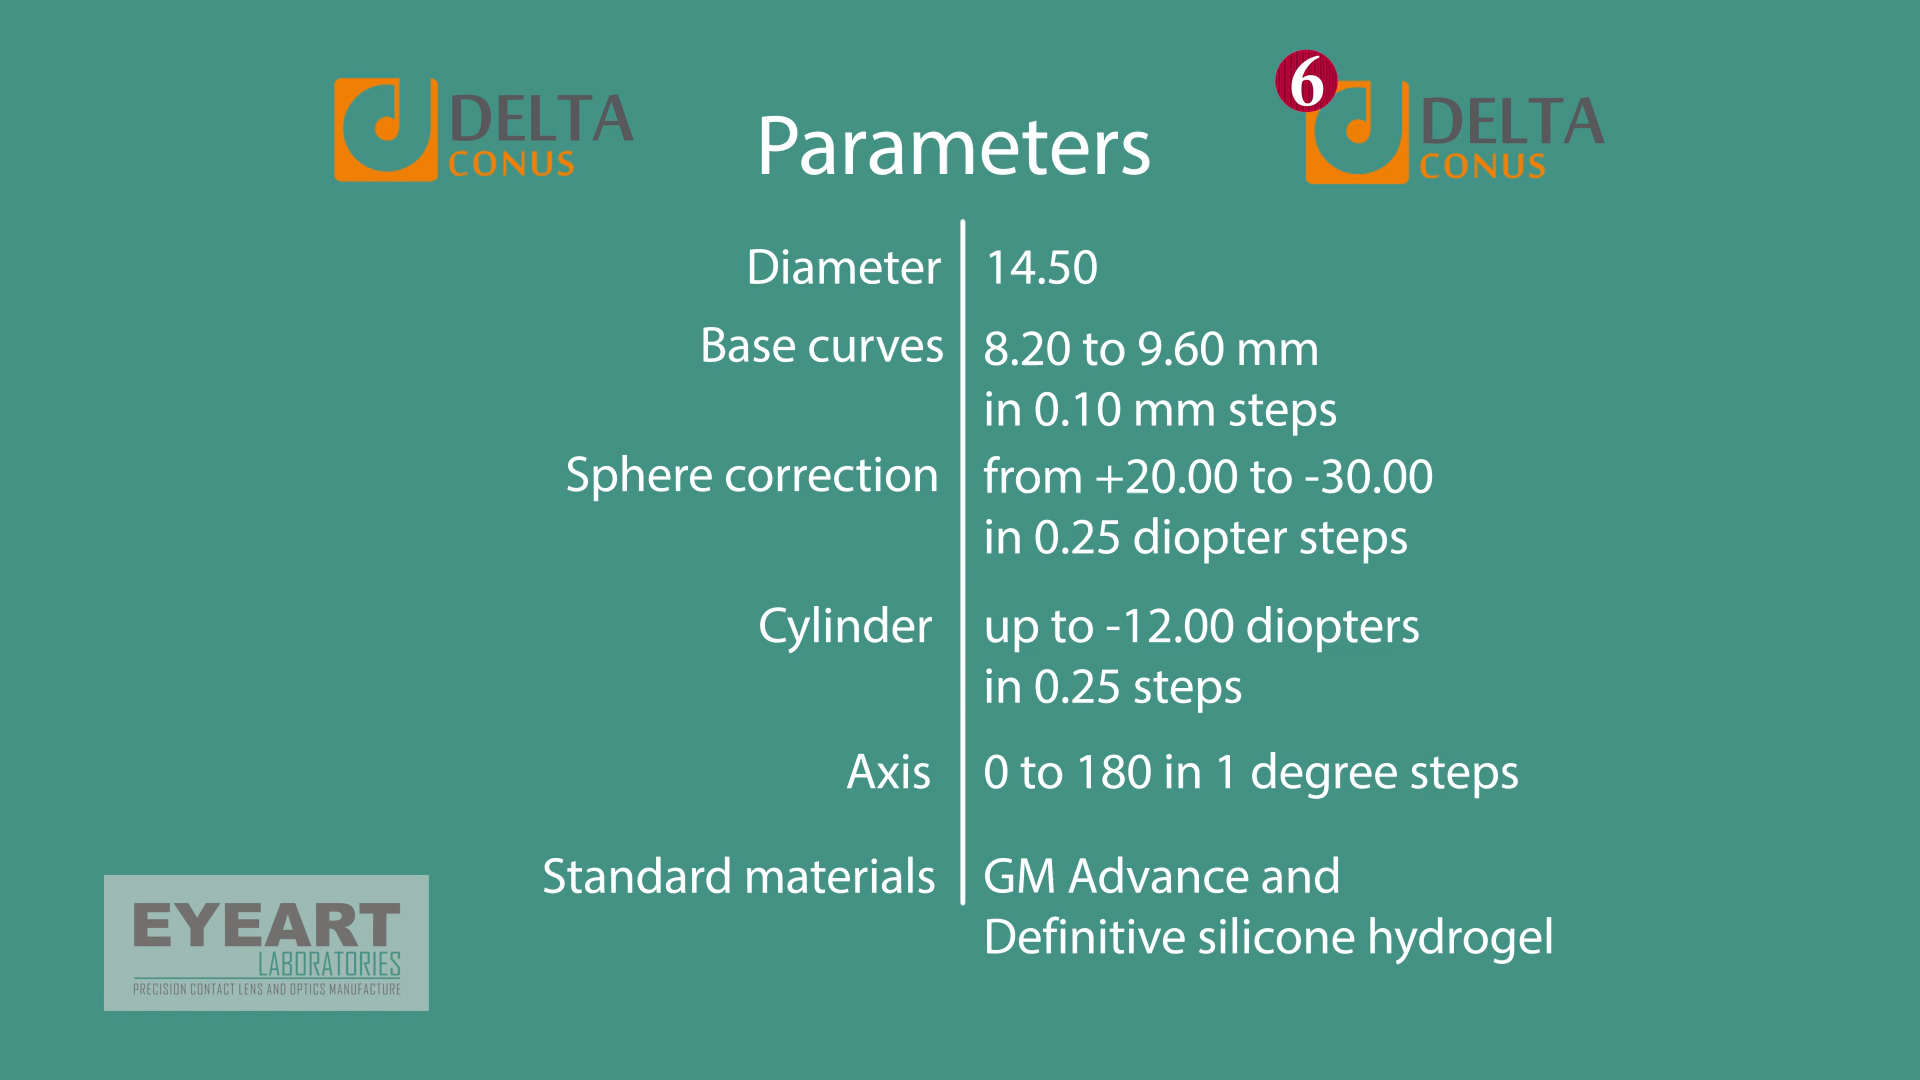 DELTA
CONUS
Parameters
6
DELTA
CONUS
Diameter 14.50
Base curves 8.20 to 9.60 mm
in 0.10 mm steps
Sphere correction from +20.00 to -30.00
in 0.25 diopter steps
Cylinder up to -12.00 diopters
in 0.25 steps
Axis 0 to 180 in 1 degree steps
Standard materials GM Advance and
Definitive silicone hydrogel
EYEART
LABORATORIES
PRECISION CONTACT LENS AND OPTICS MANUFACTURE